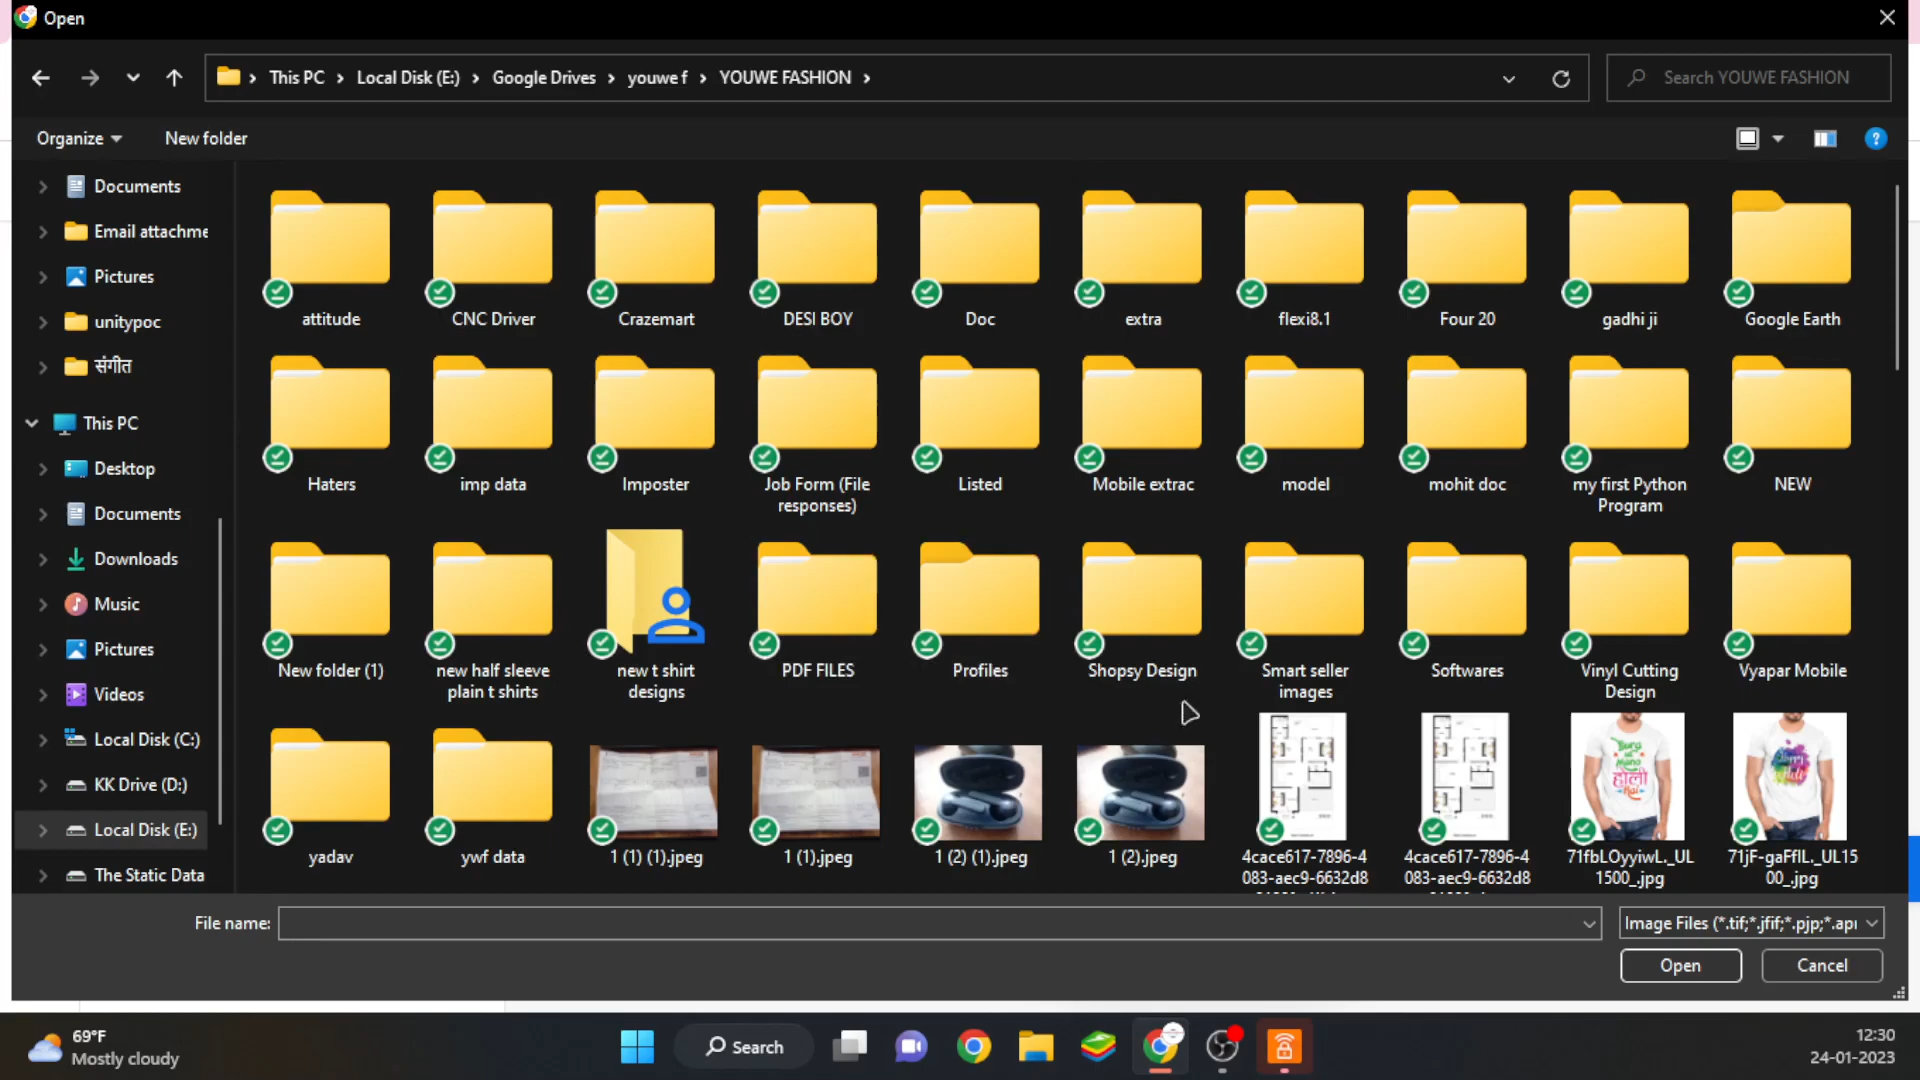 Open
This PC
Local Disk (E:)
Google Drives
youwe f
YOUWE FASHION
Search YOUWE FASHION
Organize
New folder
Documents
Email attachme
Pictures
unitypoc
संगीत
This PC
Desktop
Documents
Downloads
Music
Pictures
Videos
Local Disk (C:)
KK Drive (D:)
Local Disk (E:)
The Static Data
attitude
CNC Driver
Crazemart
DESI BOY
Doc
extra
flexi8.1
Four 20
gadhi ji
Google Earth
Haters
imp data
Imposter
Job Form (File
responses)
Listed
Mobile extrac
model
mohit doc
my first Python
Program
NEW
New folder (1)
new half sleeve
plain t shirts
new t shirt
designs
PDF FILES
Profiles
Shopsy Design
Smart seller
images
Softwares
Vinyl Cutting
Design
Vyapar Mobile
yadav
ywf data
1 (1) (1).jpeg
1 (1).jpeg
1 (2) (1).jpeg
1 (2).jpeg
4cace617-7896-4
083-aec9-6632d8
4cace617-7896-4
083-aec9-6632d8
Bura
na
Mano
होली
Hai
71fbLOyyiwL._UL
1500_.jpg
Happy
Holi
71jF-gaFflL._UL15
00_.jpg
File name:
Image Files (*.tif;*.jfif;*.pjp;*.apı
Open
Cancel
69°F
Mostly cloudy
Search
12:30
24-01-2023